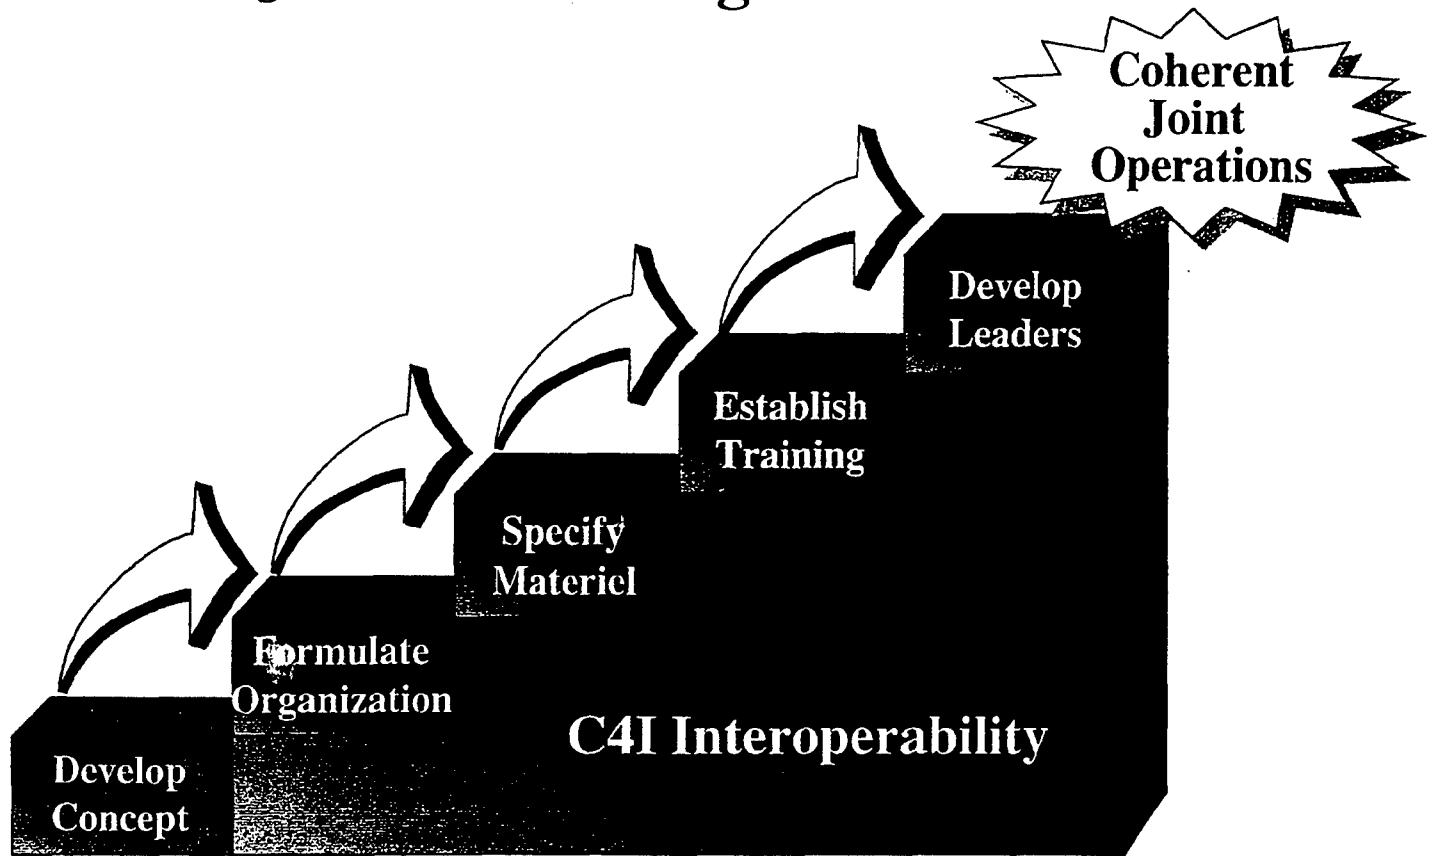 Coherent
Joint
Operations
Develop
Leaders
Establish
Training
Specify
Materiel
Formulate
Organization
C4I Interoperability
Develop
Concept